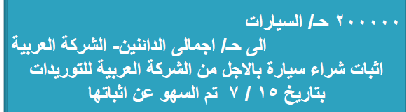 ٢٠٠٠٠٠ حـ/ السيارات
الى حـ/ اجمالى الدائنين- الشركة العربية
اثبات شراء سيارة بالاجل من الشركة العربية للتوريدات
بتاريخ ١٥ / ٧ تم السهو عن اثباتها